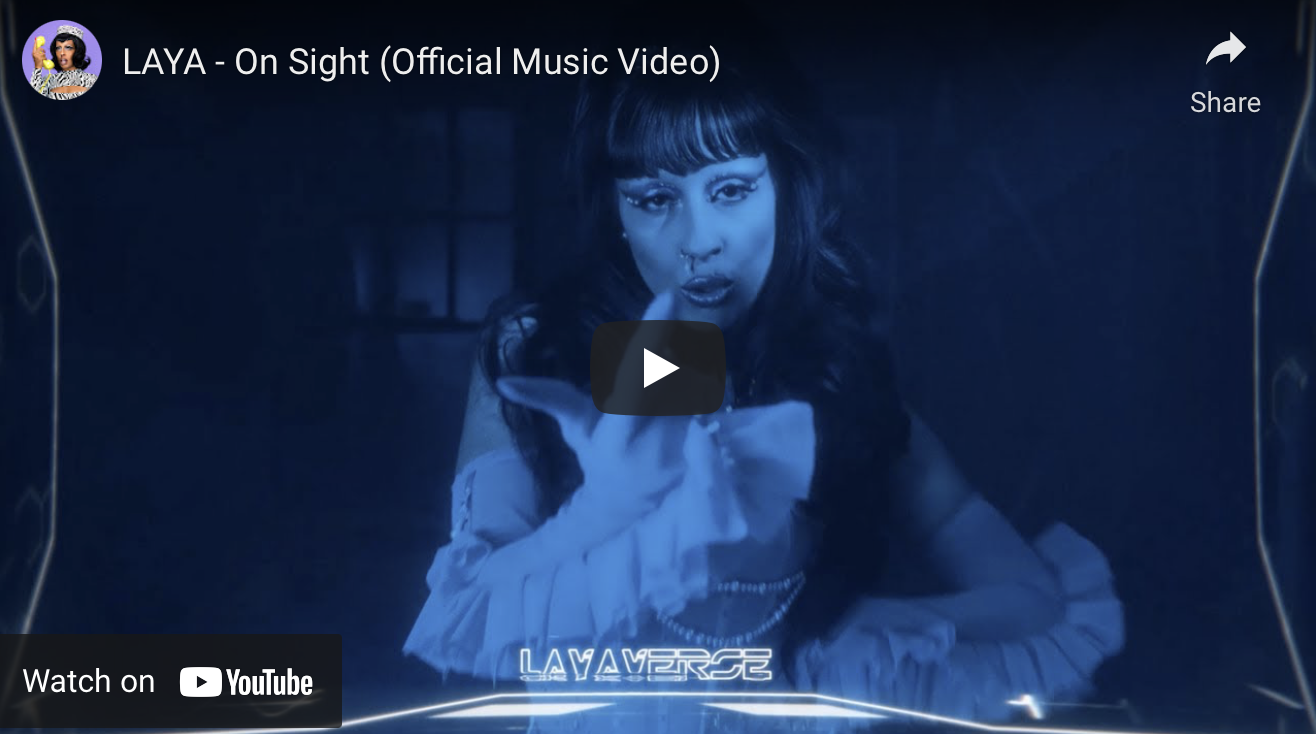 LAYA - On Sight (Official Music Video)
Share
LAYAVERSE
Watch on YouTube